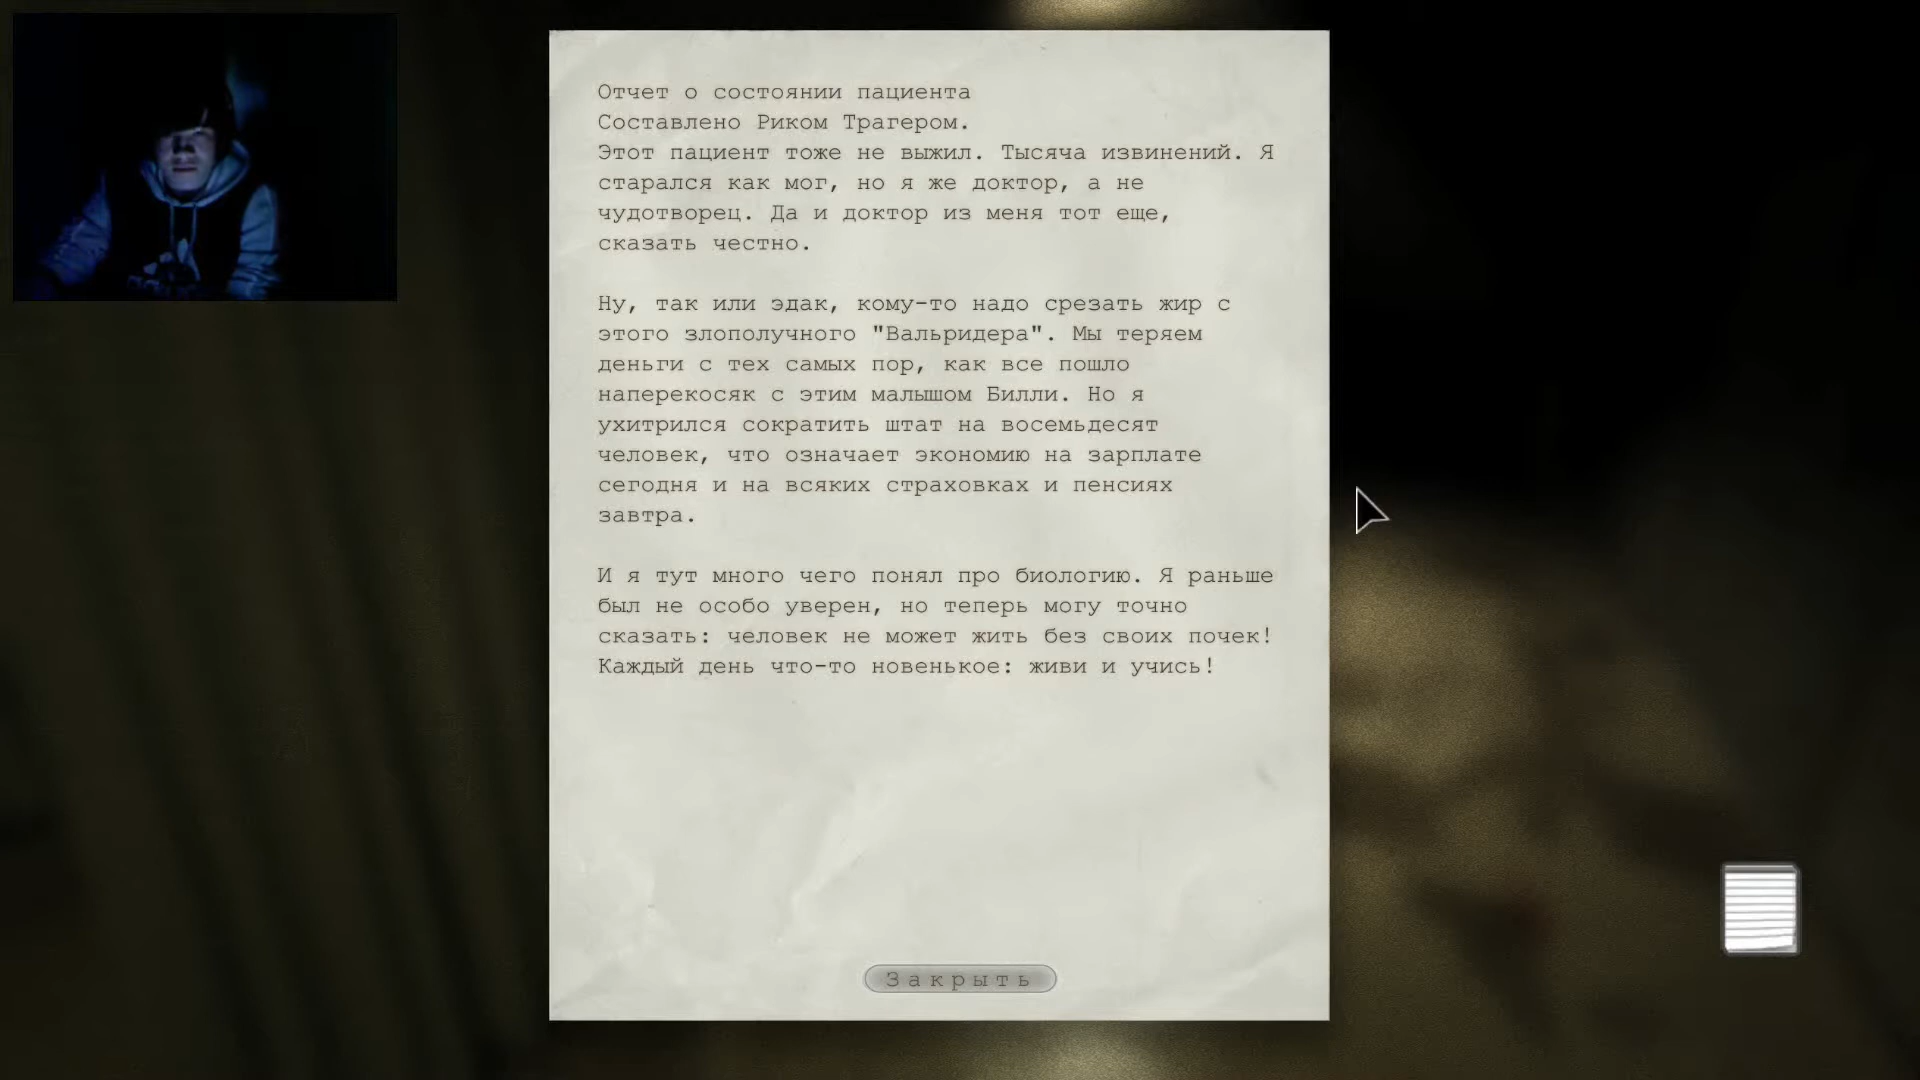 Отчет о состоянии пациента
Составлено Риком Трагером.
Этот пациент тоже не выжил. Тысяча извинений. Я
старался как мог, но я же доктор, а не
чудотворец. Да и доктор из меня тот еще,
сказать честно.
Ну, так или эдак, кому-то надо срезать жир с
этого злополучного "Вальридера". Мы теряем
деньги с тех самых пор, как все пошло
наперекосяк с этим малышом Билли. Но я
ухитрился сократить штат на восемьдесят
человек, что означает экономию на зарплате
сегодня и на всяких страховках и пенсиях
завтра.
И я тут много чего понял про биологию. Я раньше
был не особо уверен, но теперь могу точно
сказать: человек не может жить без своих почек!
Каждый день что-то новенькое: живи и учись!
Закрыть